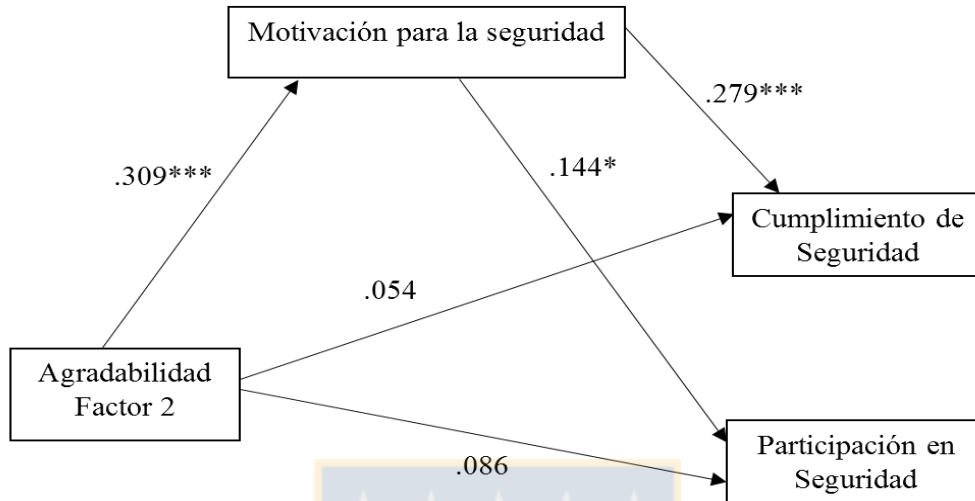 Motivación para la seguridad
.279***
.309***
.144*
Cumplimiento de
Seguridad
.054
Agradabilidad
Factor 2
.086
Participación en
Seguridad